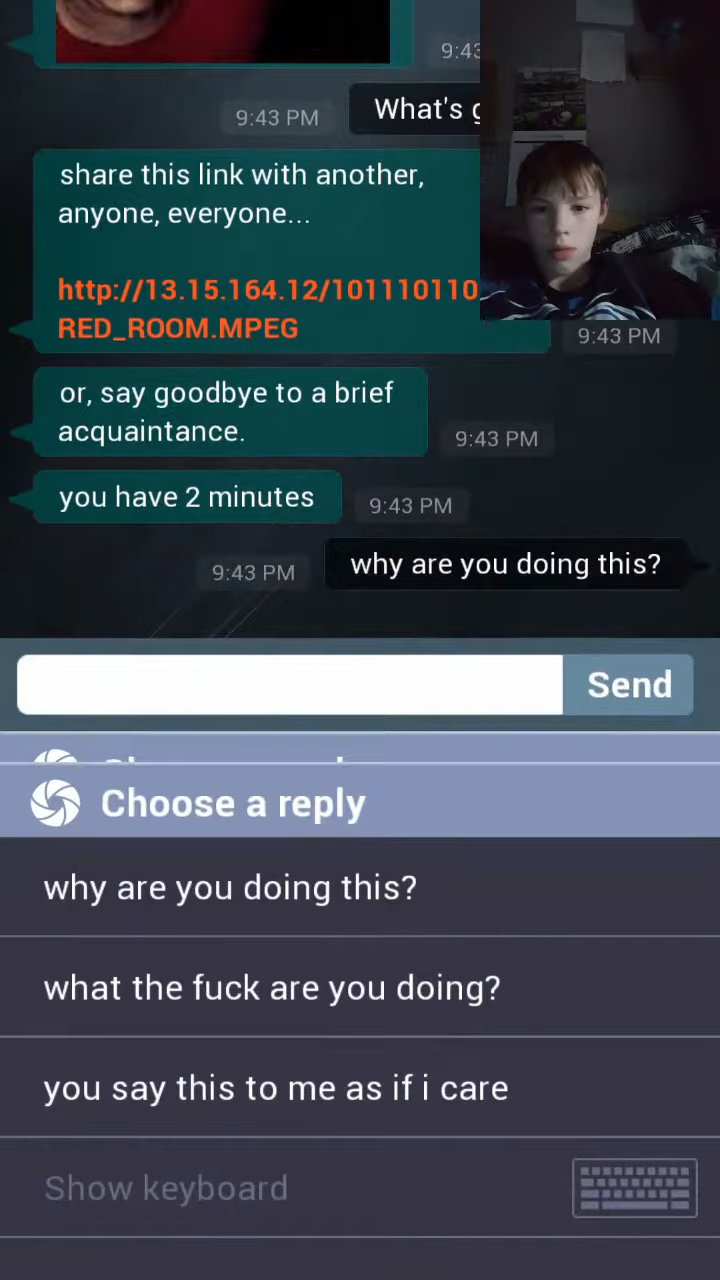 9:43
9:43 PM
What's
share this link with another,
anyone, everyone...
http://13.15.164.12/101110110
RED_ROOM.MPEG
9:43 PM
or, say goodbye to a brief
acquaintance.
9:43 PM
you have 2 minutes
9:43 PM
9:43 PM
why are you doing this?
Send
Choose a reply
why are you doing this?
what the fuck are you doing?
you say this to me as if i care
Show keyboard